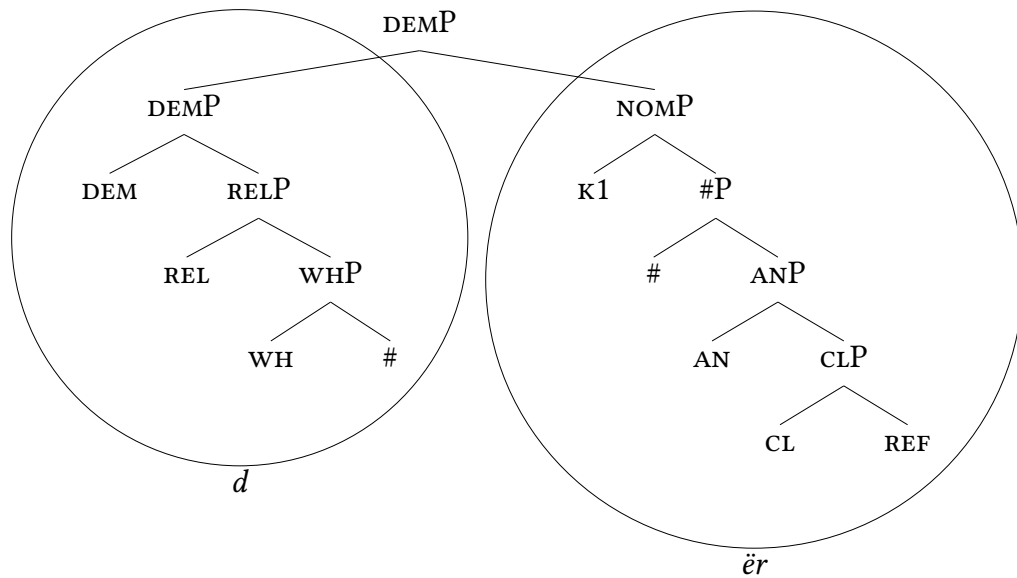 DEMP
DEMP NOMP
DEM RELP K1 #P
REL WHP # ANP
WH # AN CLP
CL REF
d
ër